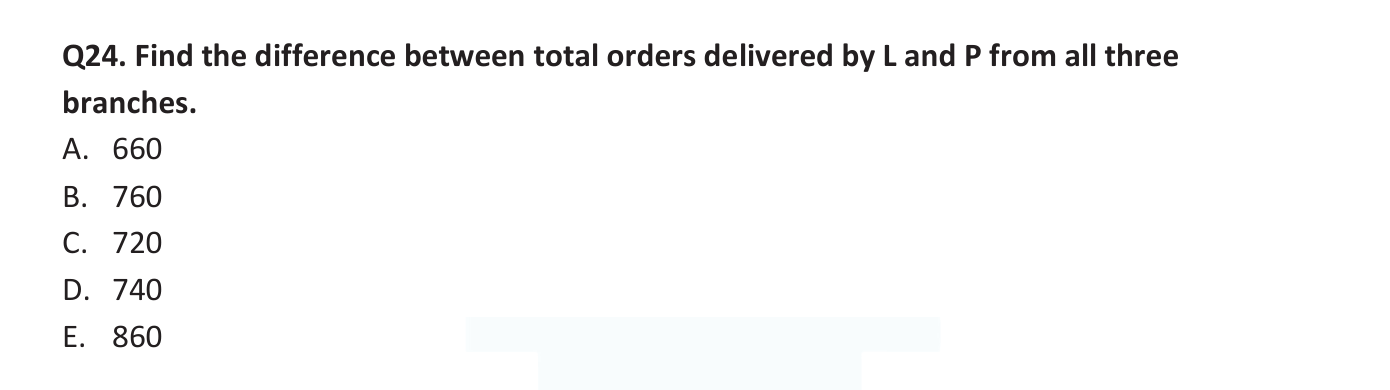 Q24. Find the difference between total orders delivered by L and P from all three
branches.
A. 660
B. 760
C. 720
D. 740
E. 860